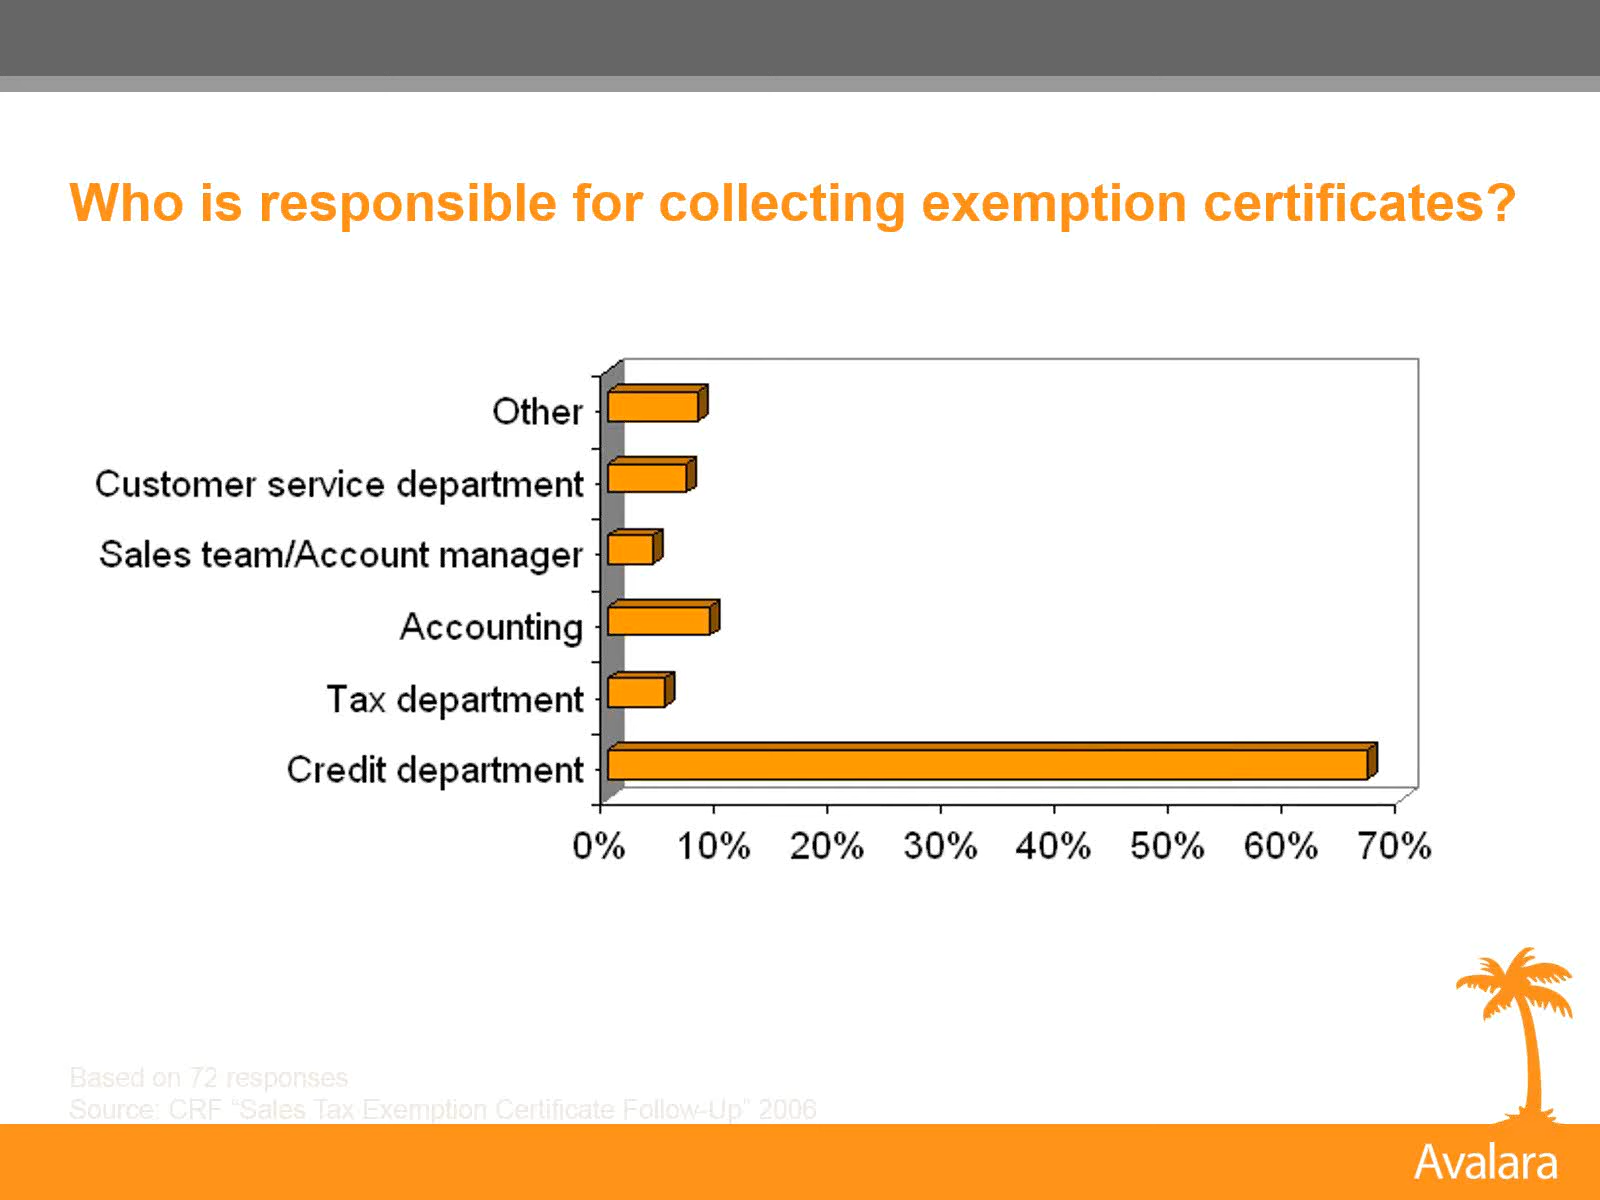 Who is responsible for collecting exemption certificates?
Other
Customer service department
Sales team/Account manager
Accounting
Tax department
Credit department
0% 10% 20% 30% 40% 50% 60% 70%
Based on 72 responses
Source: CRF “Sales Tax Exemption Certificate Follow-Up” 2006
Avalara